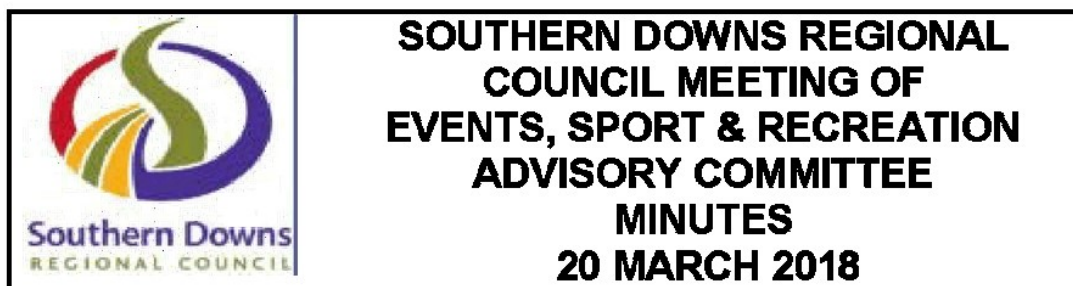 Southern Downs
REGIONAL COUNCIL
SOUTHERN DOWNS REGIONAL
COUNCIL MEETING OF
EVENTS, SPORT & RECREATION
ADVISORY COMMITTEE
MINUTES
20 MARCH 2018